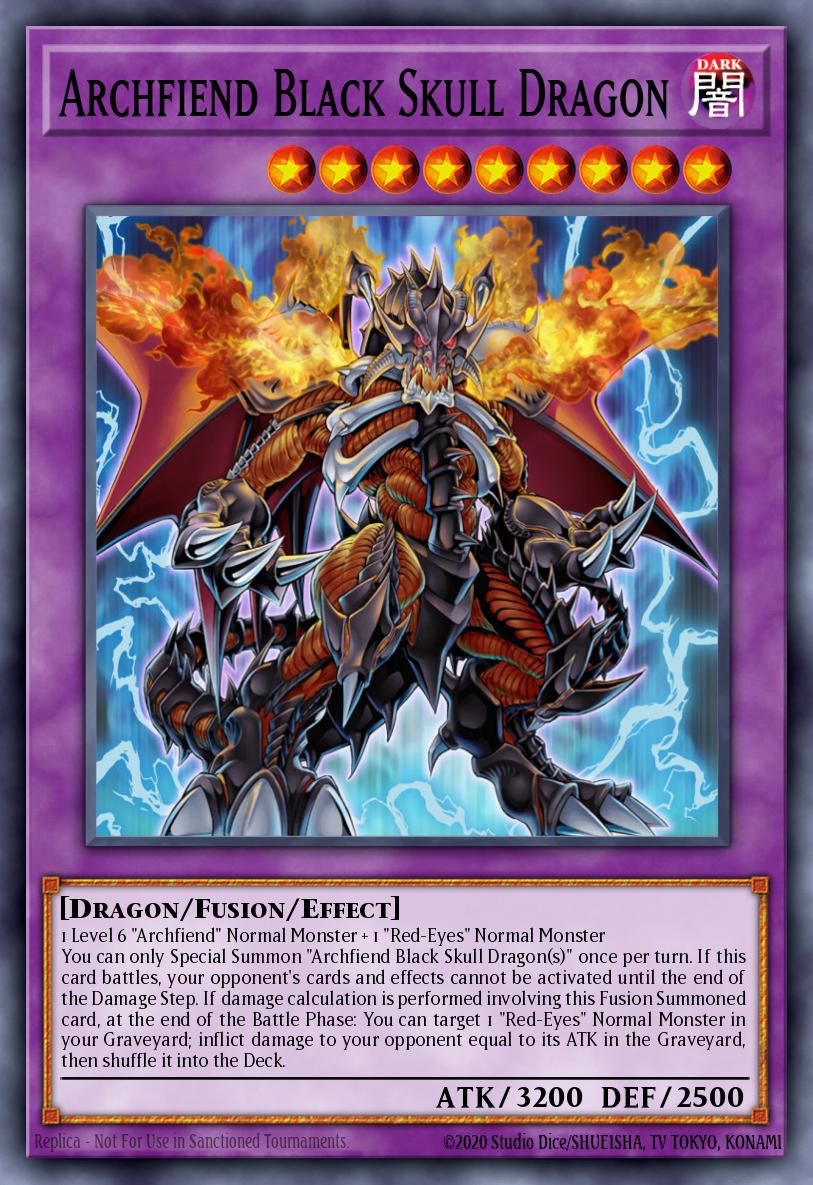 Archfiend Black Skull Dragon
DARK
闇
[Dragon/Fusion/Effect]
1 Level 6 "Archfiend" Normal Monster + 1 "Red-Eyes" Normal Monster
You can only Special Summon "Archfiend Black Skull Dragon(s)" once per turn. If this
card battles, your opponent's cards and effects cannot be activated until the end of
the Damage Step. If damage calculation is performed involving this Fusion Summoned
card, at the end of the Battle Phase: You can target 1 "Red-Eyes" Normal Monster in
your Graveyard; inflict damage to your opponent equal to its ATK in the Graveyard,
then shuffle it into the Deck.
ATK/3200 DEF/2500
Replica - Not For Use in Sanctioned Tournaments.
©2020 Studio Dice/SHUEISHA, TV TOKYO, KONAMI